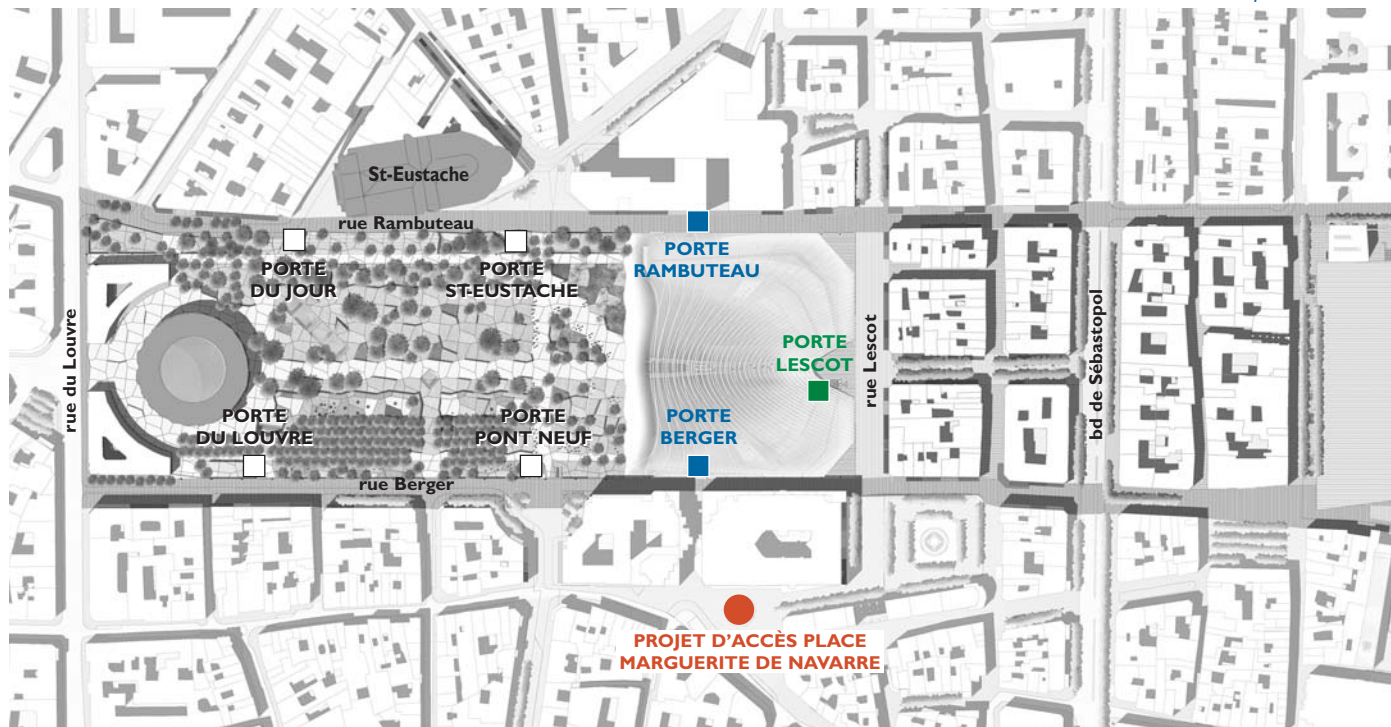 St-Eustache
rue Rambuteau
PORTE
DU JOUR
PORTE
ST-EUSTACHE
PORTE
RAMBUTEAU
PORTE
LESCOT
rue du Louvre
rue Lescot
bd de Sébastopol
PORTE
DU LOUVRE
PORTE
PONT NEUF
PORTE
BERGER
rue Berger
PROJET D'ACCÈS PLACE
MARGUERITE DE NAVARRE